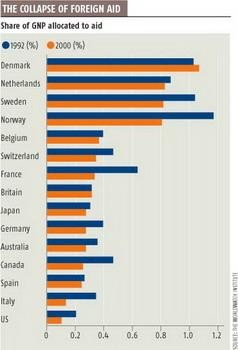 THE COLLAPSE OF FOREIGN AID
Share of GNP allocated to aid
1992 (%) 2000 (%)
Denmark
Netherlands
Sweden
Norway
Belgium
Switzerland
France
Britain
Japan
Germany
Australia
Canada
Spain
Italy
US
0 0.2 0.4 0.6 0.8 1.0 1.2
SOURCE: THE WORLDWATCH INSTITUTE